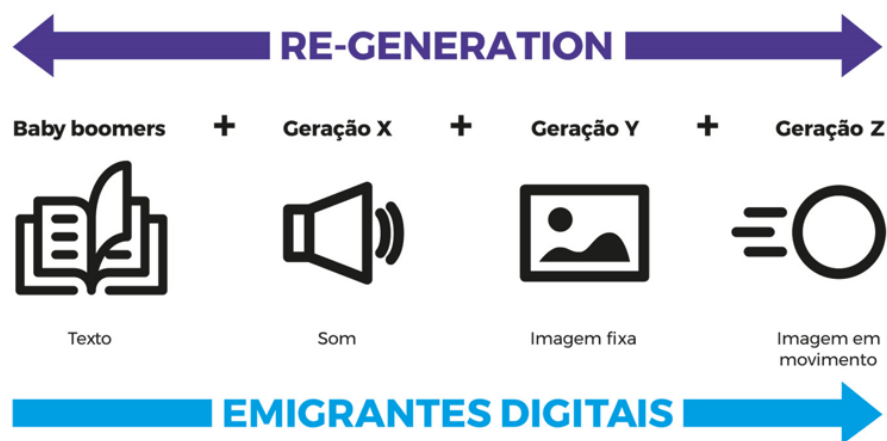 RE-GENERATION
Baby boomers + Geração X + Geração Y + Geração Z
Texto
Som
Imagem fixa
Imagem em
movimento
EMIGRANTES DIGITAIS